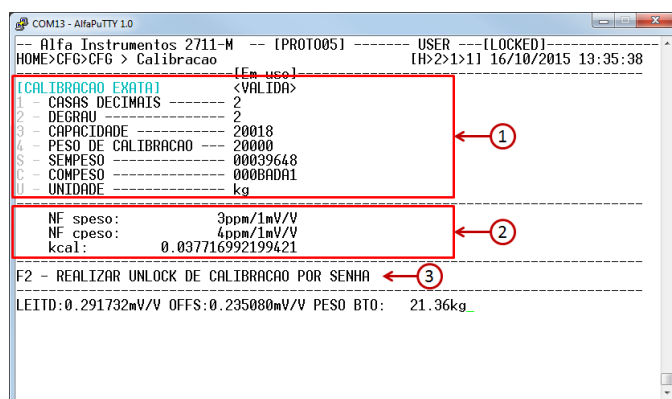 COM13 - AlfaPuTTY 1.0
-- Alfa Instrumentos 2711-M -- [PROTO05] ------- USER ---[LOCKED]--------------
HOME>CFG>CFG > Calibracao [H>2>1>1] 16/10/2015 13:35:38
----------------------------[Em uso]--------------------------------------------
[CALIBRACAO EXATA] <VALIDA>
1 - CASAS DECIMAIS ------- 2
2 - DEGRAU --------------- 2
3 - CAPACIDADE ----------- 20018
4 - PESO DE CALIBRACAO --- 20000
S - SEMPESO -------------- 00039648
C - COMPESO -------------- 000BADA1
U - UNIDADE -------------- kg
--------------------------------------------------------------------------------
NF speso: 3ppm/1mV/V
NF cpeso: 4ppm/1mV/V
kcal: 0.037716992199421
--------------------------------------------------------------------------------
F2 - REALIZAR UNLOCK DE CALIBRACAO POR SENHA
--------------------------------------------------------------------------------
LEITD:0.291732mV/V OFFS:0.235080mV/V PESO BTO: 21.36kg_
1
2
3